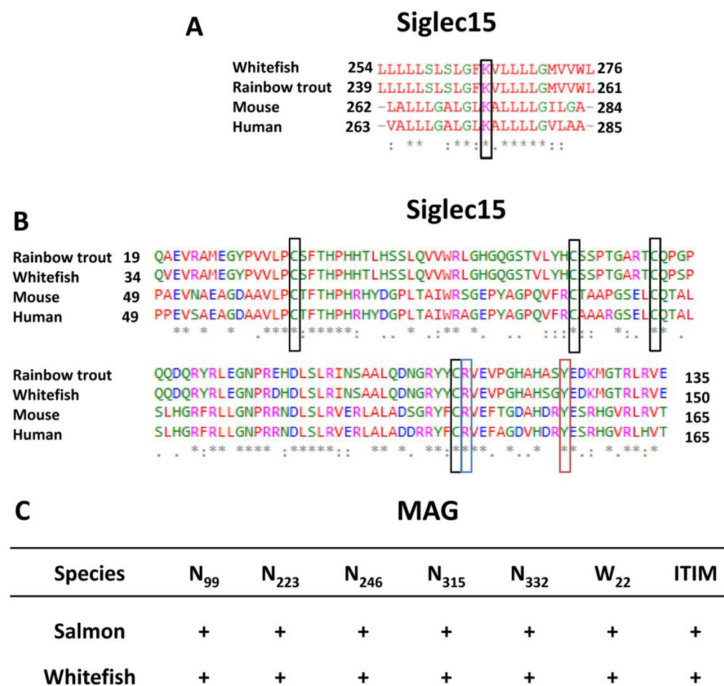 Siglec15
A
Whitefish 254 LLLLLSLSLGFKVLLLLGMVVWL 276
Rainbow trout 239 LLLLLSLSLGFKVLLLLGMVVWL 261
Mouse 262 -LALLLGALGLKALLLLGILGA- 284
Human 263 -VALLLGALGLKALLLLGVLAA- 285
B
Siglec15
Rainbow trout 19 QAEVRAMEGYPVVLPCSFTHPHHTLHSSLQVVWRLGHGQGSTVLYHCSSPTGARTCQPGP
Whitefish 34 QVEVRAMEGYPVVLPCSFTHPHHTLHSSLQVVWRLGHGQGSTVLYHCSSPTGARTCQPSP
Mouse 49 PAEVNAEAGDAAVLPCTFTHPHRHYDGPLTAIWRSGEPYAGPQVFRCTAAPGSELCQTAL
Human 49 PPEVSAEAGDAAVLPCTFTHPHRHYDGPLTAIWRAGEPYAGPQVFRCAAARGSELCQTAL
Rainbow trout QQDQRYRLEGNPREHDLSLRINSAALQDNGRYYCRVEVPGHAHASYEDKMGTRLRVE 135
Whitefish QQDQRYRLEGNPREHDLSLRINSAALQDNGRYYCRVEVPGHAHSGYEDKMGTRLRVE 150
Mouse SLHGRFRLLGNPRRNDLSLRVERLALADSGRYFCRVEFTGDAHDRYESRHGVRLRVT 165
Human SLHGRFRLLGNPRRNDLSLRVERLALADDRRYFCRVEFAGDVHDRYESRHGVRLHVT 165
C
MAG
Species N99 N223 N246 N315 N332 W22 ITIM
Salmon + + + + + + +
Whitefish + + + + + + +